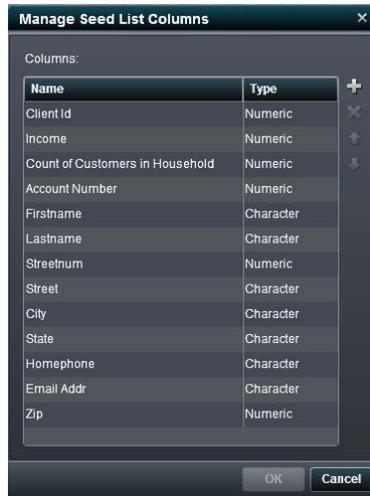 Manage Seed List Columns
Columns:
Name Type
Client Id Numeric
Income Numeric
Count of Customers in Household Numeric
Account Number Numeric
Firstname Character
Lastname Character
Streetnum Numeric
Street Character
City Character
State Character
Homephone Character
Email Addr Character
Zip Numeric
OK Cancel